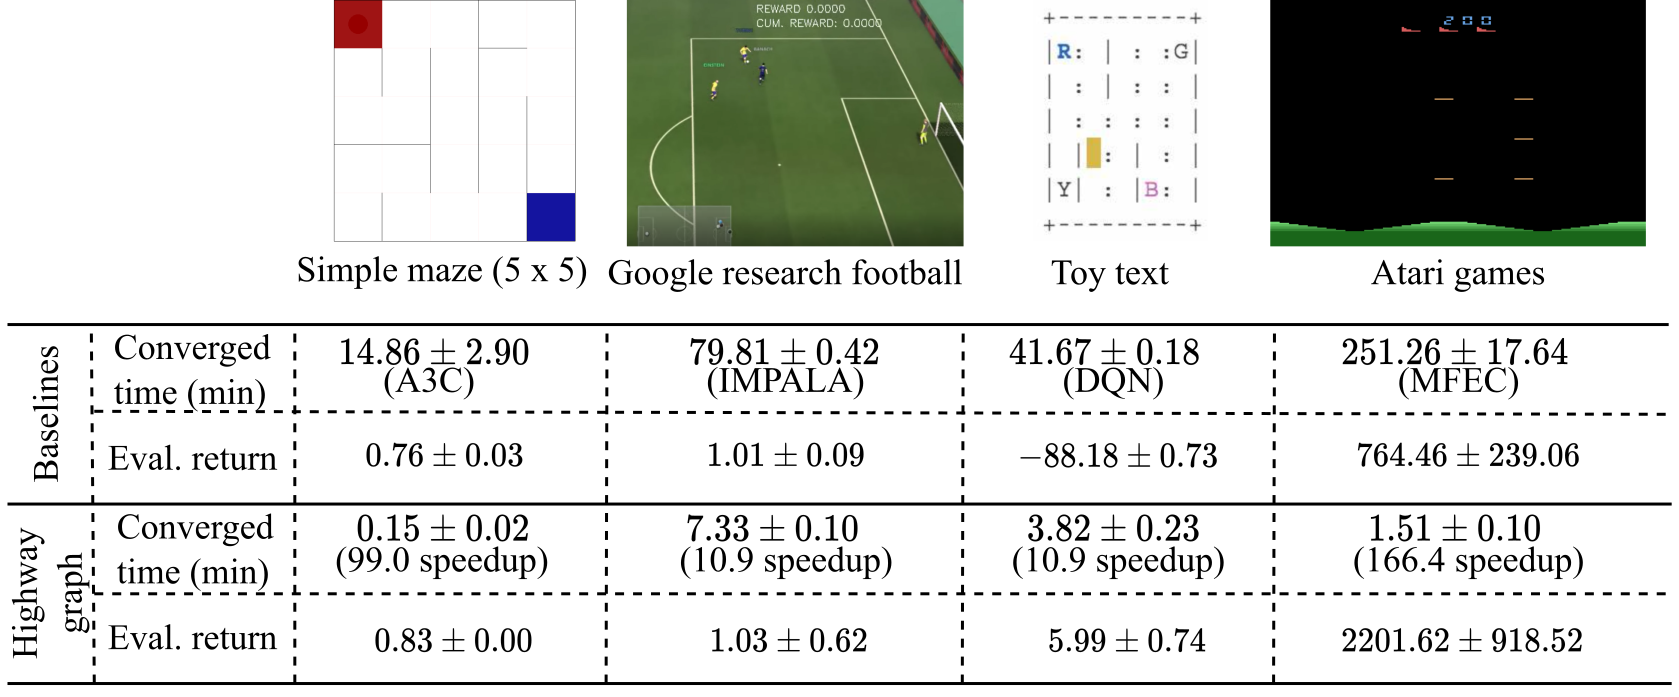 REWARD 0.0000
CUM. REWARD: 0.0000
200
+---------+
|R: | : :G|
| : | : : |
| : : : : |
| | : | : |
|Y| : |B: |
+---------+
Simple maze (5 x 5) Google research football Toy text Atari games
Baselines
Converged time (min)
14.86 ± 2.90
(A3C)
79.81 ± 0.42
(IMPALA)
41.67 ± 0.18
(DQN)
251.26 ± 17.64
(MFEC)
Eval. return 0.76 ± 0.03 1.01 ± 0.09 −88.18 ± 0.73 764.46 ± 239.06
Highway graph
Converged time (min)
0.15 ± 0.02
(99.0 speedup)
7.33 ± 0.10
(10.9 speedup)
3.82 ± 0.23
(10.9 speedup)
1.51 ± 0.10
(166.4 speedup)
Eval. return 0.83 ± 0.00 1.03 ± 0.62 5.99 ± 0.74 2201.62 ± 918.52